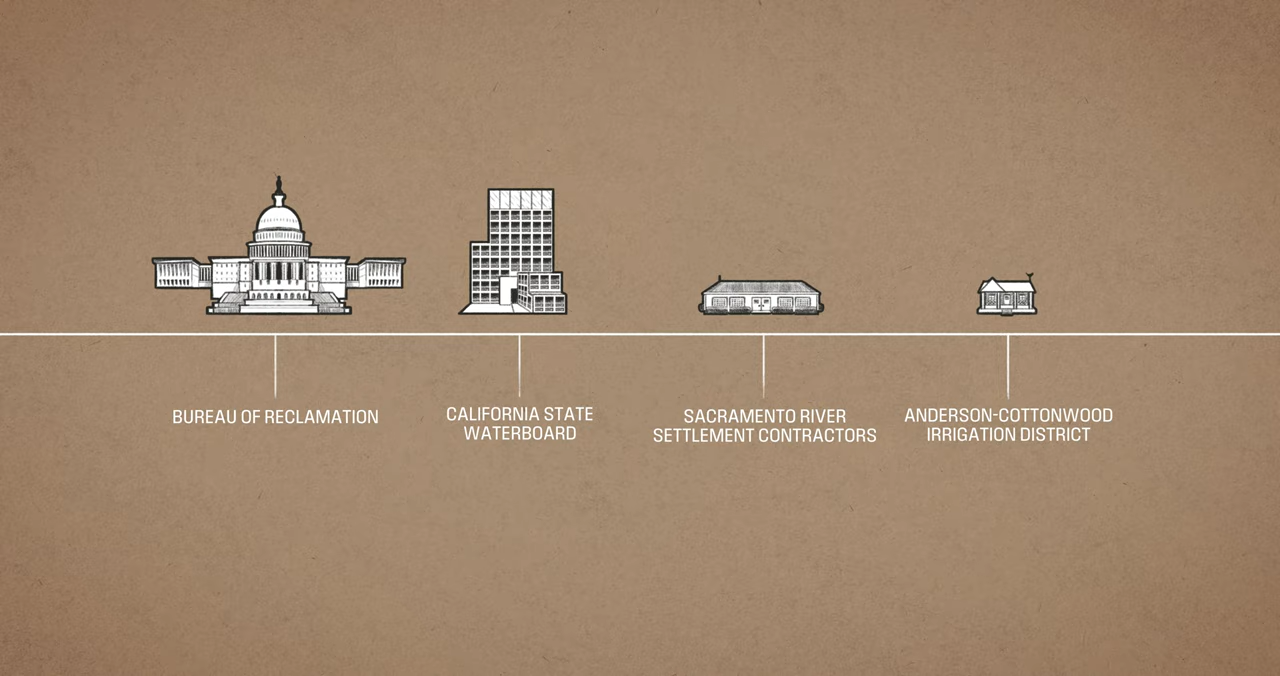 BUREAU OF RECLAMATION
CALIFORNIA STATE
WATERBOARD
SACRAMENTO RIVER
SETTLEMENT CONTRACTORS
ANDERSON-COTTONWOOD
IRRIGATION DISTRICT